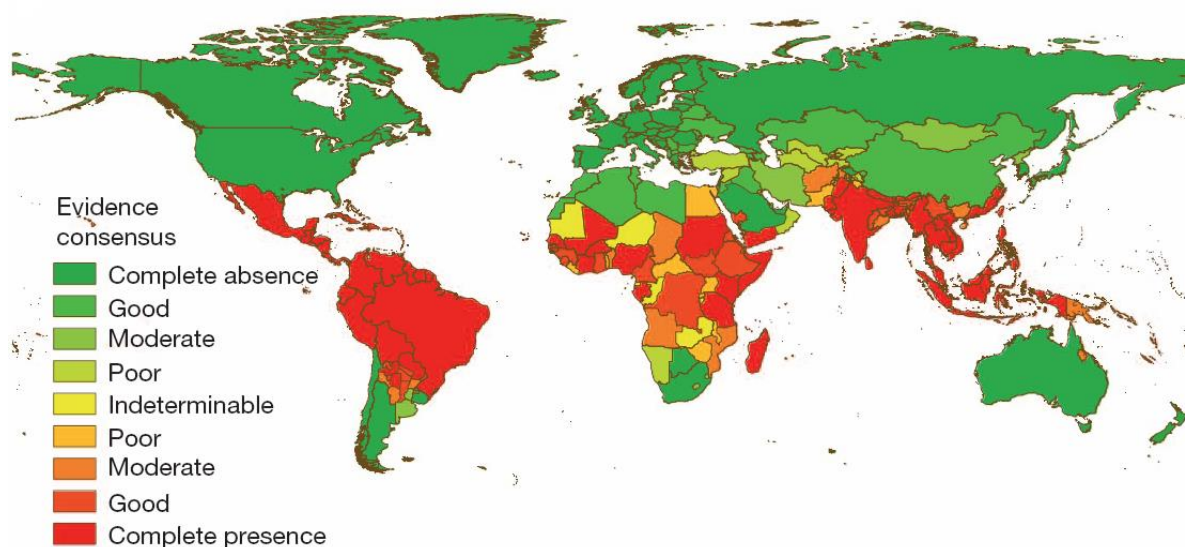 Evidence
consensus
Complete absence
Good
Moderate
Poor
Indeterminable
Poor
Moderate
Good
Complete presence